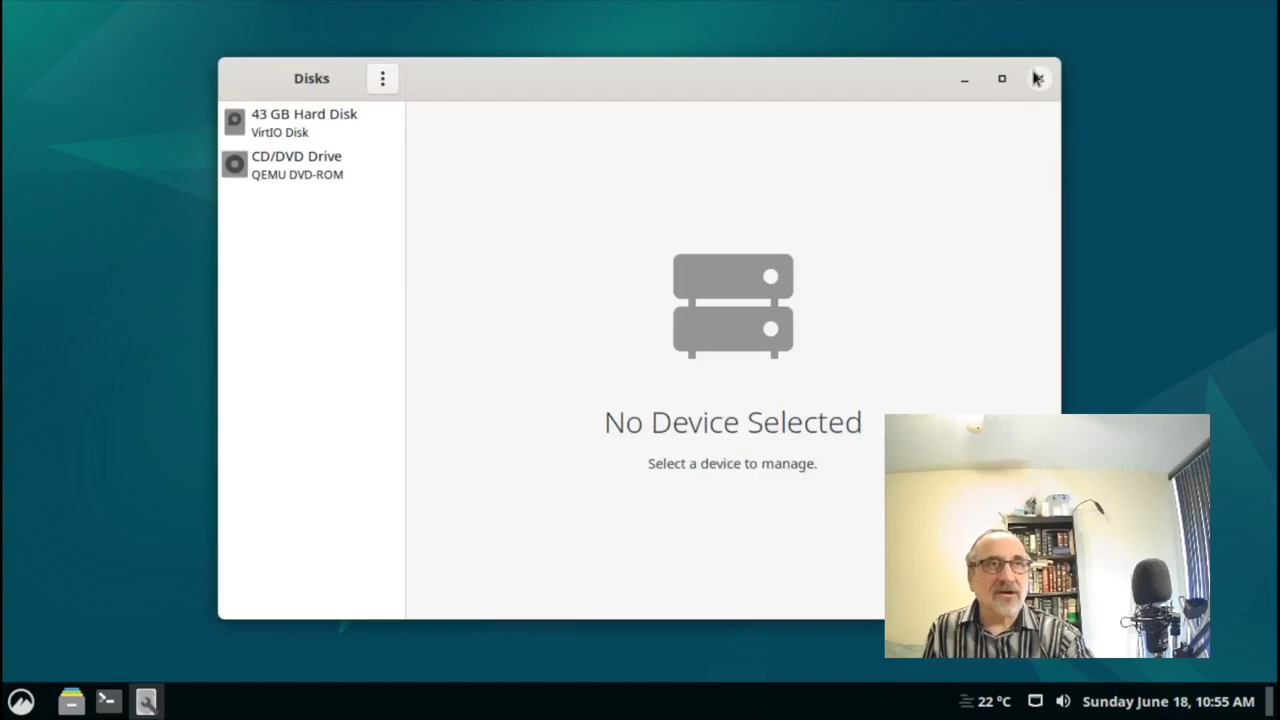 Disks
43 GB Hard Disk
VirtIO Disk
CD/DVD Drive
QEMU DVD-ROM
No Device Selected
Select a device to manage.
22 °C
Sunday June 18, 10:55 AM